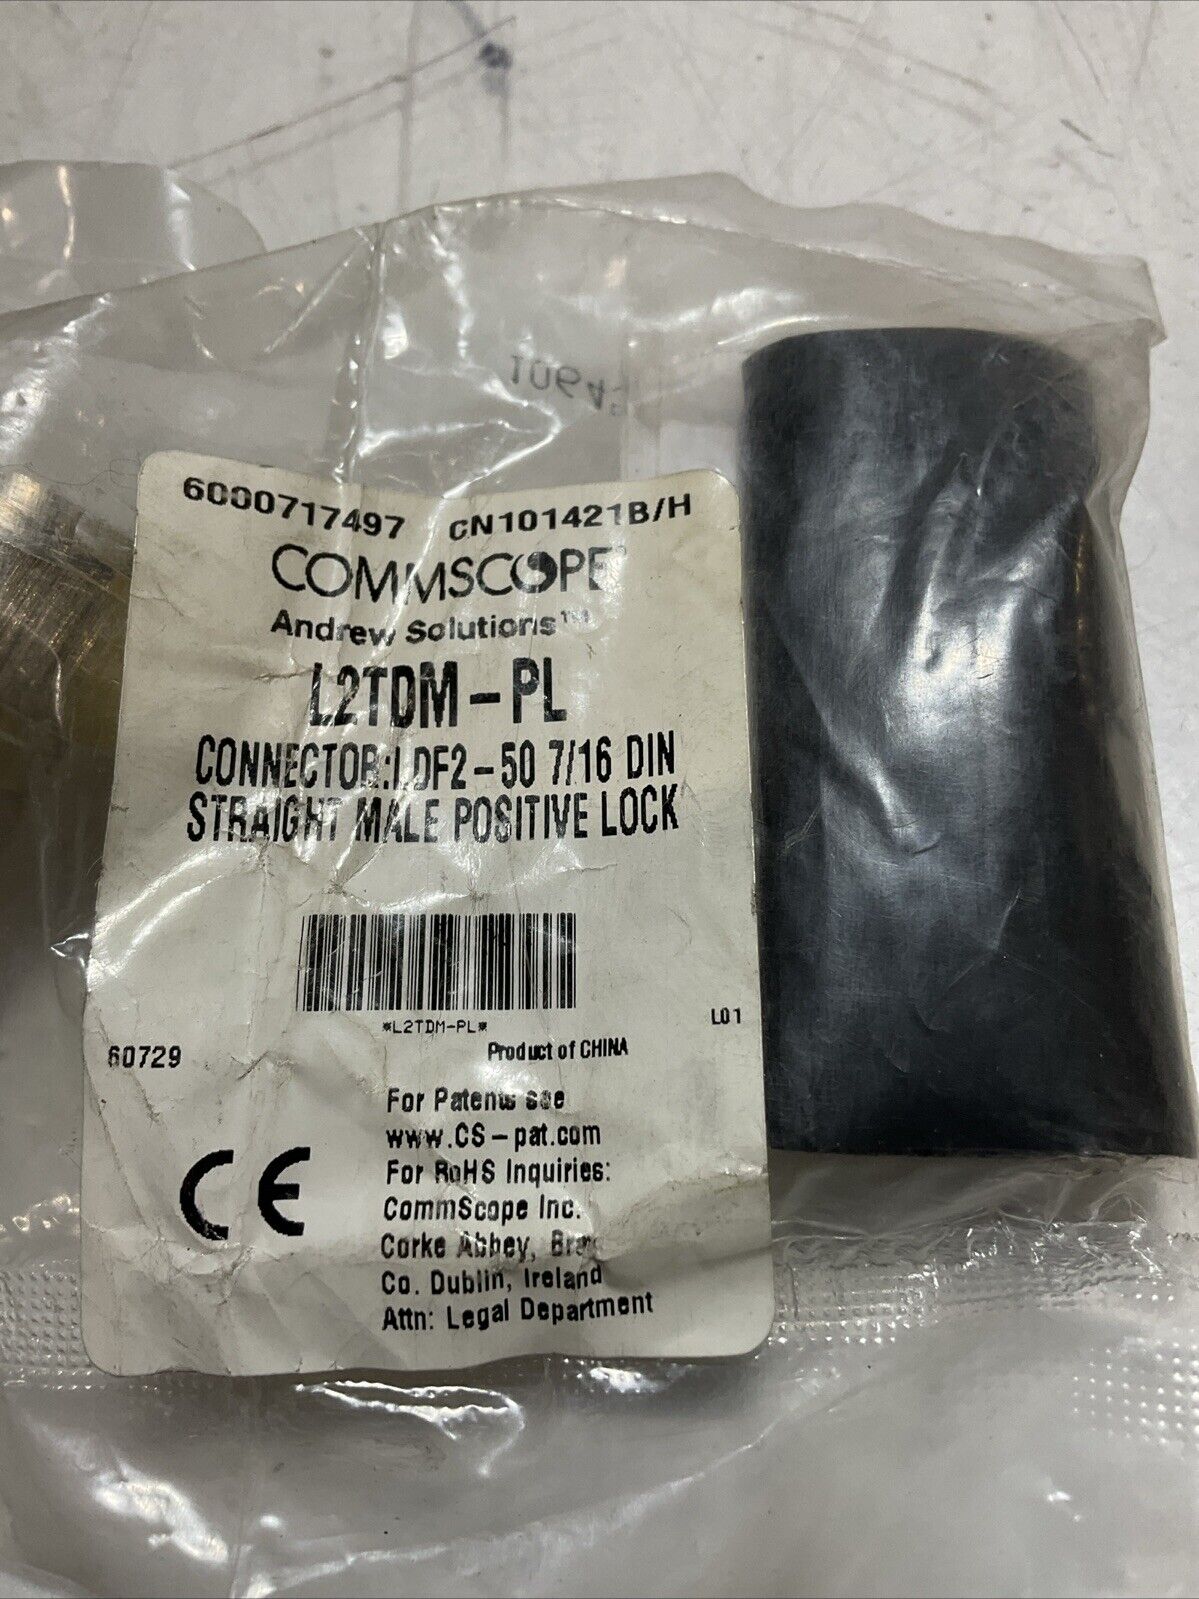 6000717497 CN101421B/H
COMMSCOPE
Andrew Solutions™
L2TDM-PL
CONNECTOR:LDF2-50 7/16 DIN
STRAIGHT MALE POSITIVE LOCK
*L2TDM-PL*
L01
60729
Product of CHINA
For Patents see
www.CS-pat.com
For RoHS Inquiries:
CommScope Inc.
Corke Abbey,
Co. Dublin, Ireland
Attn: Legal Department
CE